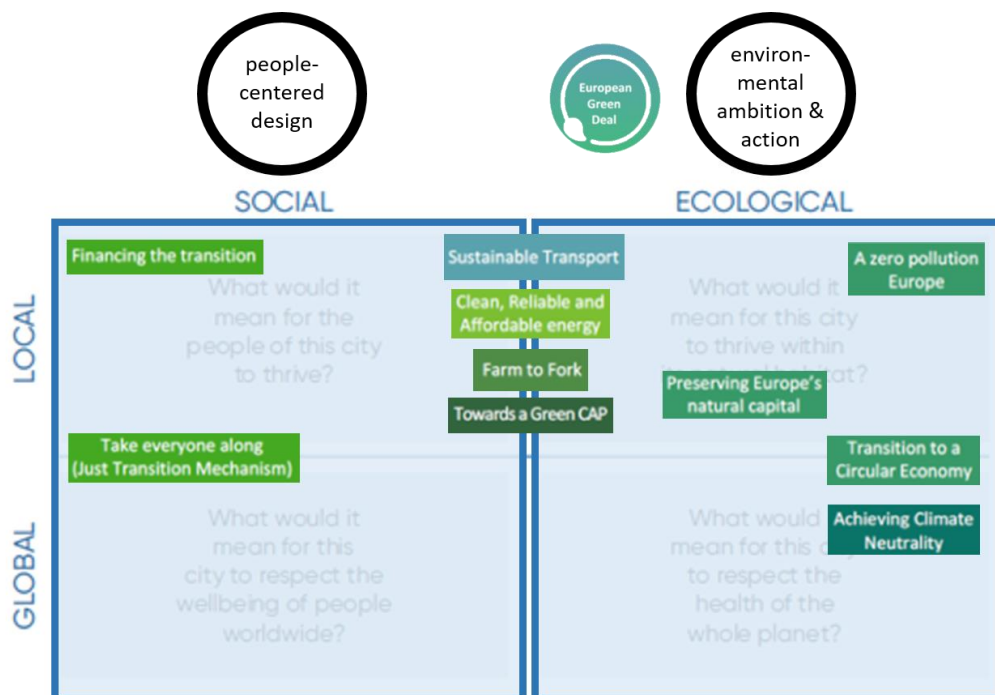 people-
centered
design
European
Green
Deal
environ-
mental
ambition &
action
SOCIAL
ECOLOGICAL
LOCAL
GLOBAL
Financing the transition
What would it
mean for the
people of this city
to thrive?
Sustainable Transport
Clean, Reliable and
Affordable energy
Farm to Fork
Towards a Green CAP
A zero pollution
Europe
What would it
mean for this city
to thrive within
habitat?
Preserving Europe's
natural capital
Take everyone along
(Just Transition Mechanism)
Transition to a
Circular Economy
Achieving Climate
Neutrality
What would it
mean for this
city to respect the
wellbeing of people
worldwide?
What would
mean for this
to respect the
health of the
whole planet?